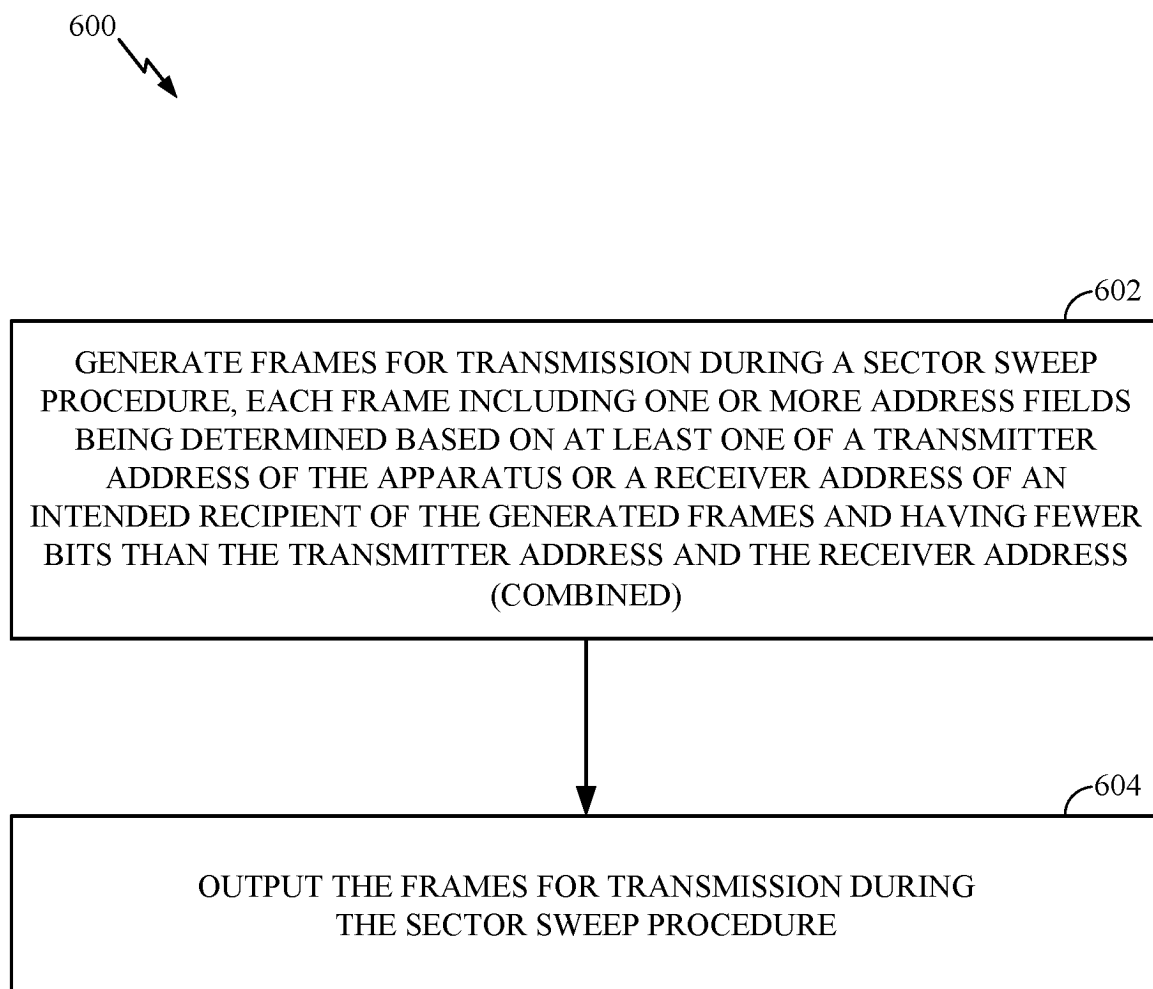 600
602
GENERATE FRAMES FOR TRANSMISSION DURING A SECTOR SWEEP
PROCEDURE, EACH FRAME INCLUDING ONE OR MORE ADDRESS FIELDS
BEING DETERMINED BASED ON AT LEAST ONE OF A TRANSMITTER
ADDRESS OF THE APPARATUS OR A RECEIVER ADDRESS OF AN
INTENDED RECIPIENT OF THE GENERATED FRAMES AND HAVING FEWER
BITS THAN THE TRANSMITTER ADDRESS AND THE RECEIVER ADDRESS
(COMBINED)
604
OUTPUT THE FRAMES FOR TRANSMISSION DURING
THE SECTOR SWEEP PROCEDURE